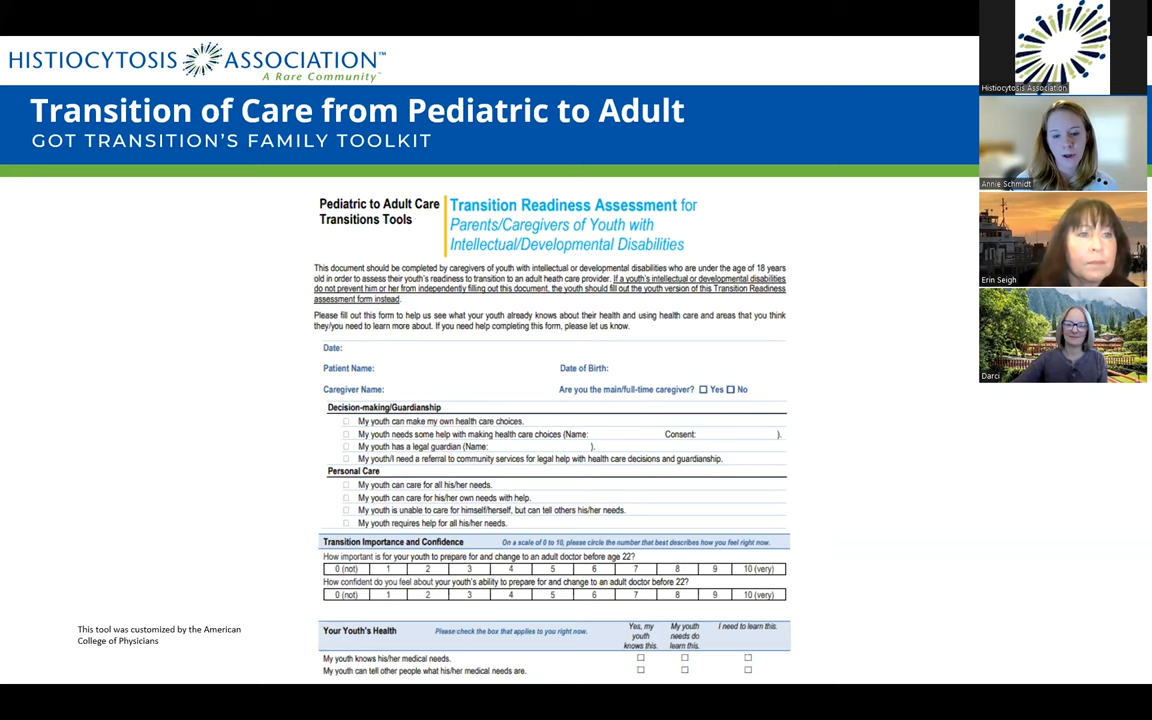 HISTIOCYTOSIS ASSOCIATION™
A Rare Community™
Transition of Care from Pediatric to Adult
GOT TRANSITION'S FAMILY TOOLKIT
Pediatric to Adult Care
Transitions Tools
Transition Readiness Assessment for
Parents/Caregivers of Youth with
Intellectual/Developmental Disabilities
This document should be completed by caregivers of youth with intellectual or developmental disabilities who are under the age of 18 years
old in order to assess their youth's readiness to transition to an adult heath care provider. If a youth's intellectual or developmental disabilities
do not prevent him or her from independently filling out this document, the youth should fill out the youth version of this Transition Readiness
assessment form instead.
Please fill out this form to help us see what your youth already knows about their health and using health care and areas that you think
they/you need to learn more about. If you need help completing this form, please let us know.
Date:
Patient Name: Date of Birth:
Caregiver Name: Are you the main/full-time caregiver? ☐ Yes ☐ No
Decision-making/Guardianship
☐ My youth can make my own health care choices.
☐ My youth needs some help with making health care choices (Name: Consent: ).
☐ My youth has a legal guardian (Name: ).
☐ My youth/I need a referral to community services for legal help with health care decisions and guardianship.
Personal Care
☐ My youth can care for all his/her needs.
☐ My youth can care for his/her own needs with help.
☐ My youth is unable to care for himself/herself, but can tell others his/her needs.
☐ My youth requires help for all his/her needs.
Transition Importance and Confidence On a scale of 0 to 10, please circle the number that best describes how you feel right now.
How important is for your youth to prepare for and change to an adult doctor before age 22?
0 (not) 1 2 3 4 5 6 7 8 9 10 (very)
How confident do you feel about your youth's ability to prepare for and change to an adult doctor before 22?
0 (not) 1 2 3 4 5 6 7 8 9 10 (very)
Your Youth's Health Please check the box that applies to you right now.
Yes, my
youth
knows this.
My youth
needs do
learn this.
I need to learn this.
My youth knows his/her medical needs. ☐ ☐ ☐
My youth can tell other people what his/her medical needs are. ☐ ☐ ☐
This tool was customized by the American
College of Physicians
Histiocytosis Association
Annie Schmidt
Erin Seigh
Darci